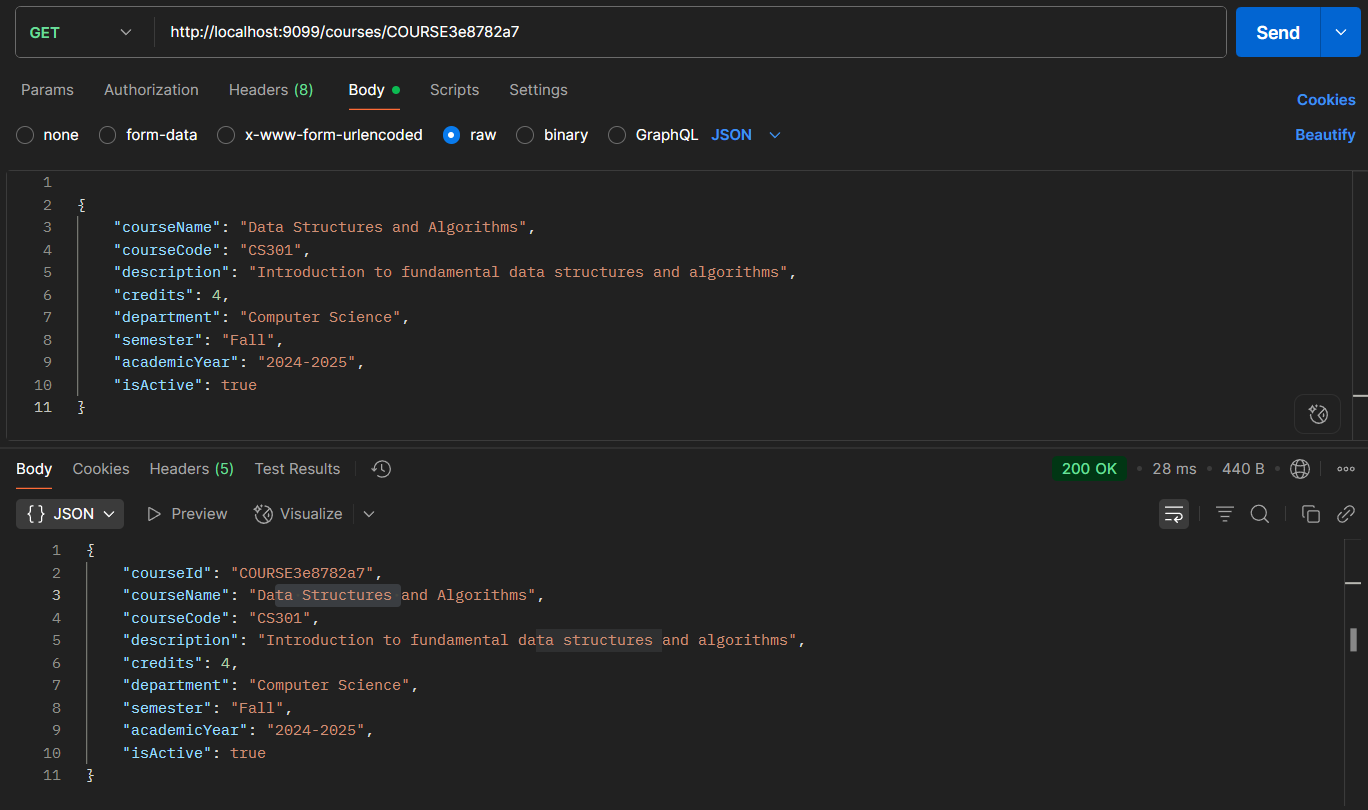 GET http://localhost:9099/courses/COURSE3e8782a7 Send
Params Authorization Headers (8) Body Scripts Settings Cookies
none form-data x-www-form-urlencoded raw binary GraphQL JSON Beautify
1
2 {
3 "courseName": "Data Structures and Algorithms",
4 "courseCode": "CS301",
5 "description": "Introduction to fundamental data structures and algorithms",
6 "credits": 4,
7 "department": "Computer Science",
8 "semester": "Fall",
9 "academicYear": "2024-2025",
10 "isActive": true
11 }
Body Cookies Headers (5) Test Results 200 OK • 28 ms • 440 B •
{} JSON Preview Visualize
1 {
2 "courseId": "COURSE3e8782a7",
3 "courseName": "Data Structures and Algorithms",
4 "courseCode": "CS301",
5 "description": "Introduction to fundamental data structures and algorithms",
6 "credits": 4,
7 "department": "Computer Science",
8 "semester": "Fall",
9 "academicYear": "2024-2025",
10 "isActive": true
11 }